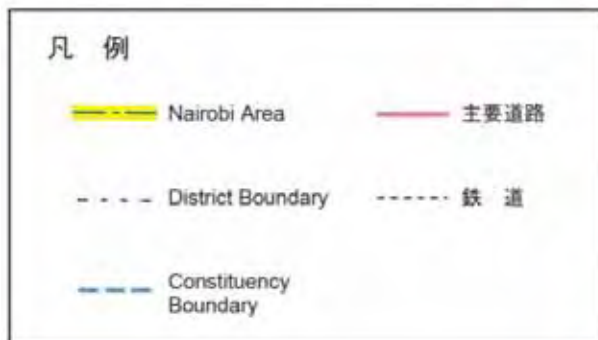 凡 例
Nairobi Area
主要道路
District Boundary
鉄 道
Constituency
Boundary